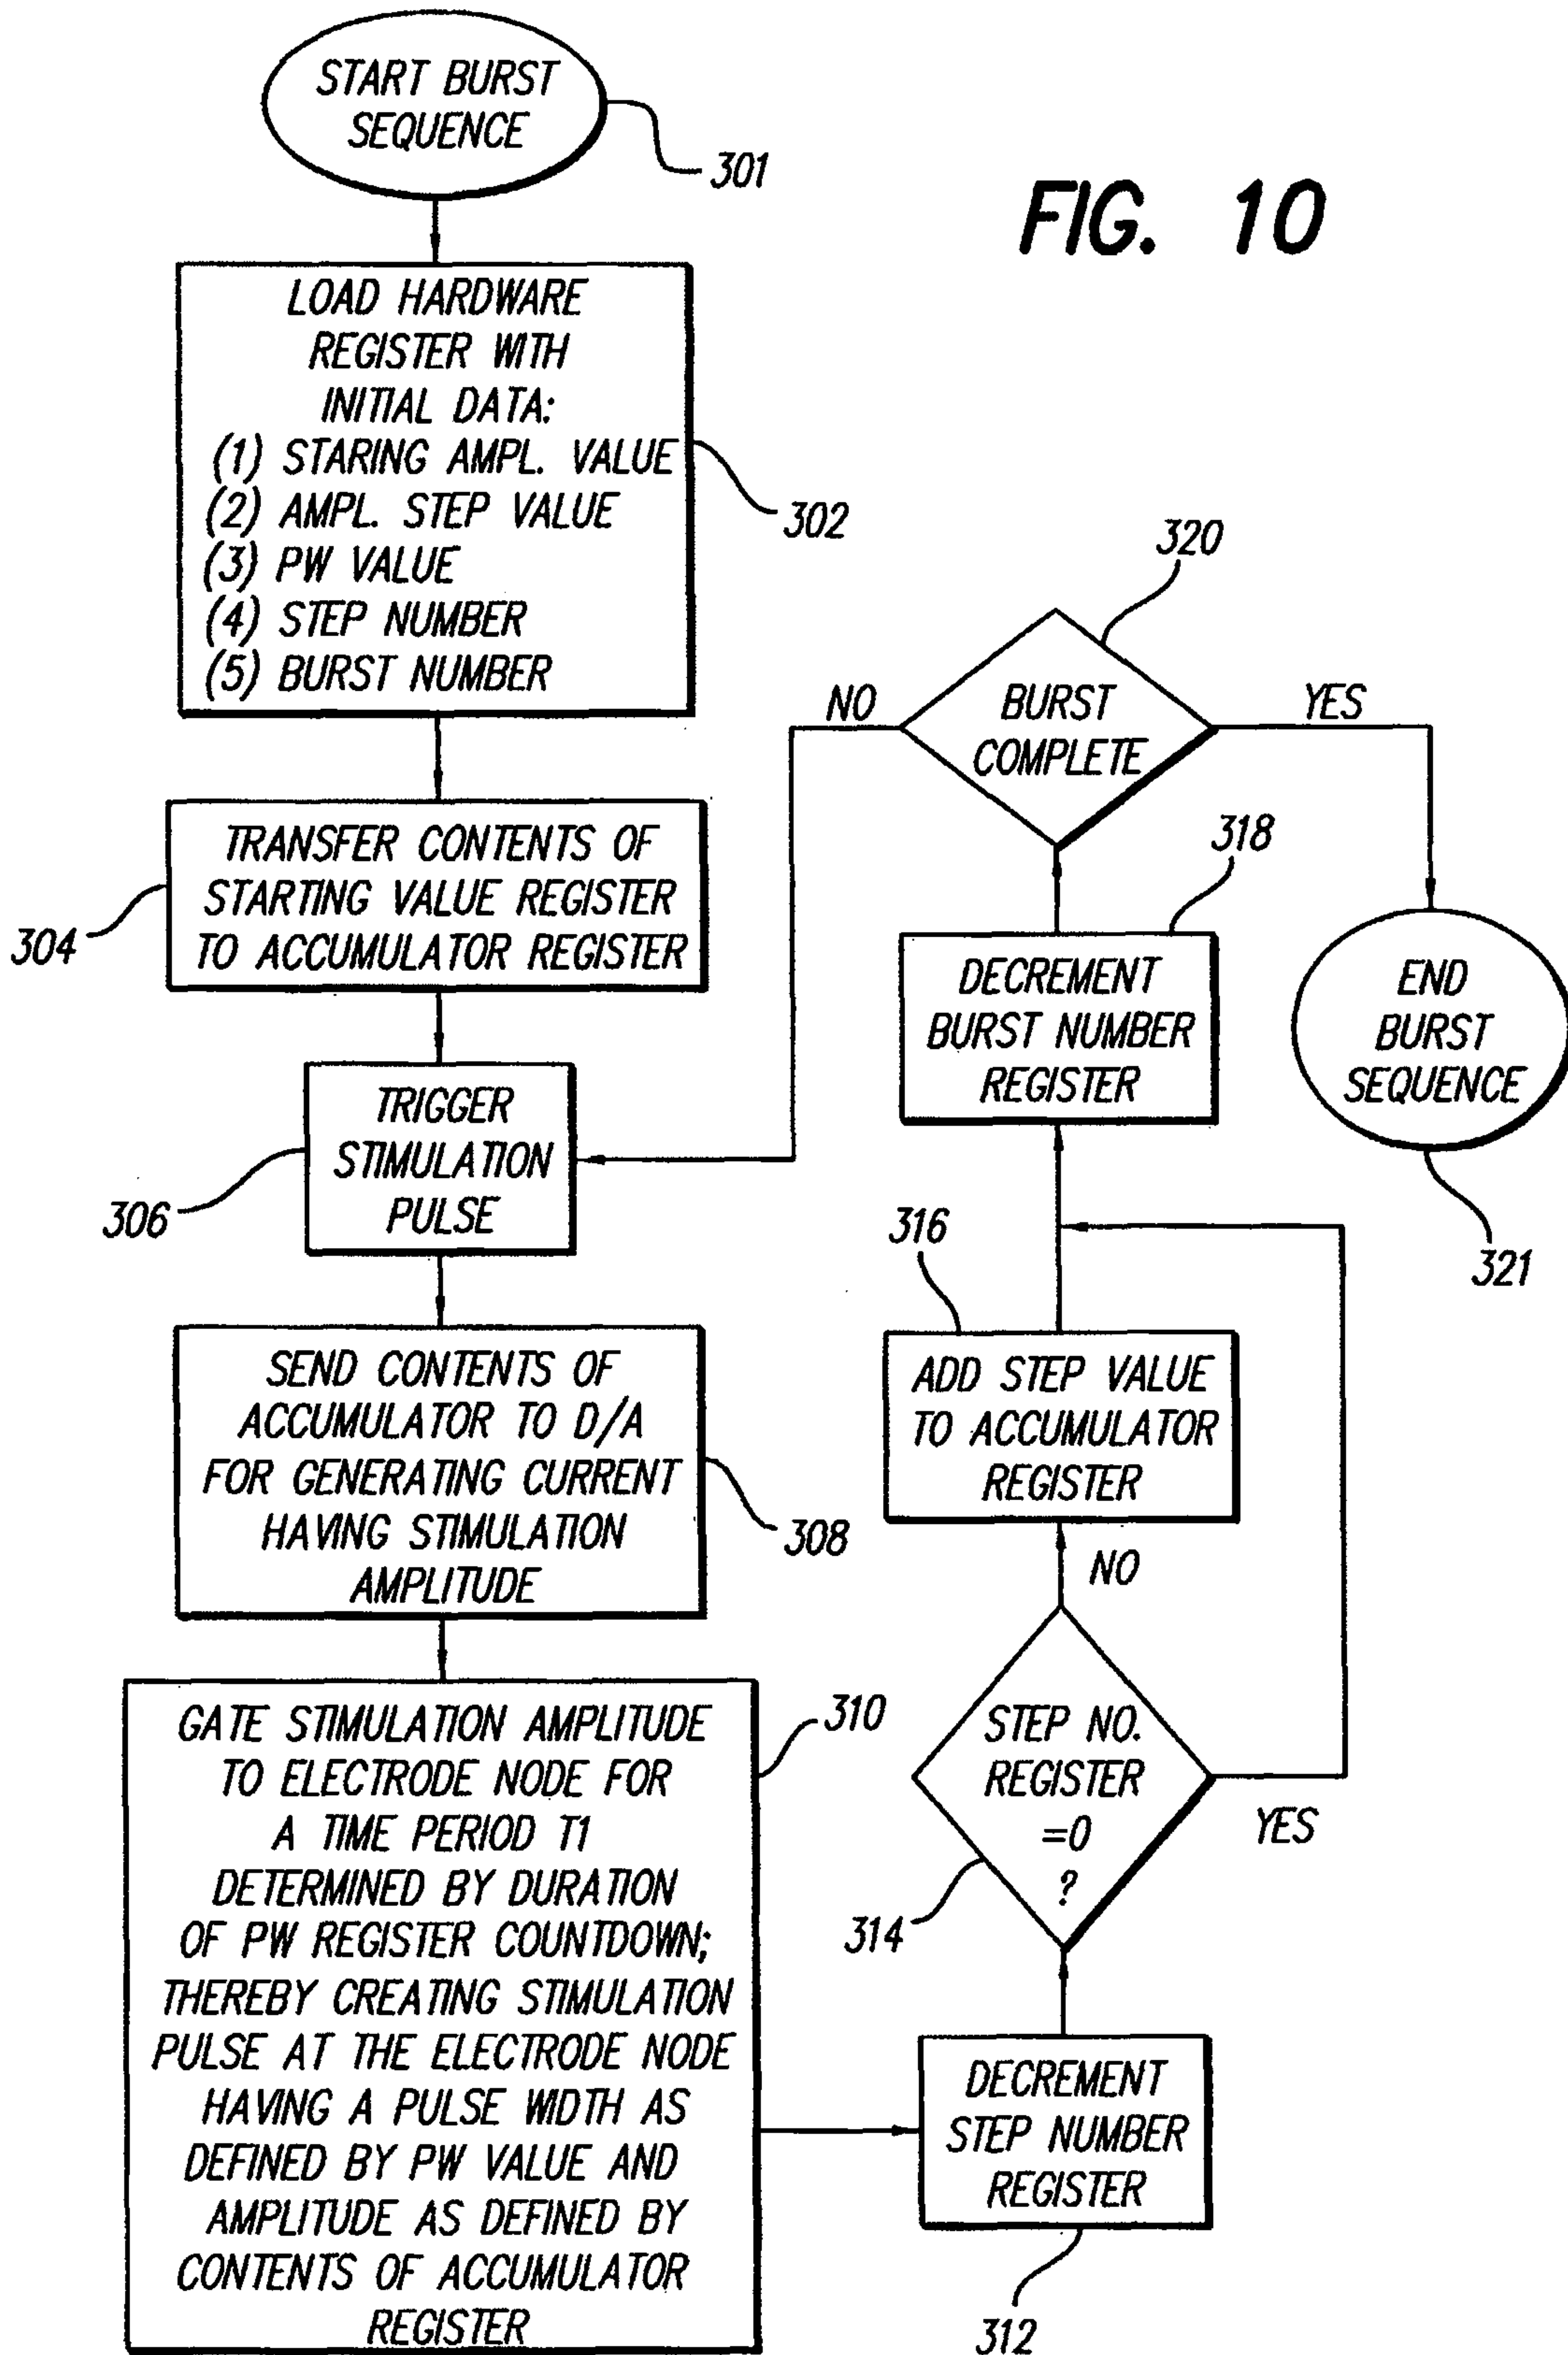 START BURST
SEQUENCE
301
FIG. 10
LOAD HARDWARE
REGISTER WITH
INITIAL DATA:
(1) STARING AMPL. VALUE
(2) AMPL. STEP VALUE
(3) PW VALUE
(4) STEP NUMBER
(5) BURST NUMBER
302
TRANSFER CONTENTS OF
STARTING VALUE REGISTER
TO ACCUMULATOR REGISTER
304
TRIGGER
STIMULATION
PULSE
306
SEND CONTENTS OF
ACCUMULATOR TO D/A
FOR GENERATING CURRENT
HAVING STIMULATION
AMPLITUDE
308
GATE STIMULATION AMPLITUDE
TO ELECTRODE NODE FOR
A TIME PERIOD T1
DETERMINED BY DURATION
OF PW REGISTER COUNTDOWN;
THEREBY CREATING STIMULATION
PULSE AT THE ELECTRODE NODE
HAVING A PULSE WIDTH AS
DEFINED BY PW VALUE AND
AMPLITUDE AS DEFINED BY
CONTENTS OF ACCUMULATOR
REGISTER
310
DECREMENT
STEP NUMBER
REGISTER
312
STEP NO.
REGISTER
=0
?
314
YES
NO
ADD STEP VALUE
TO ACCUMULATOR
REGISTER
316
DECREMENT
BURST NUMBER
REGISTER
318
BURST
COMPLETE
320
NO
YES
END
BURST
SEQUENCE
321